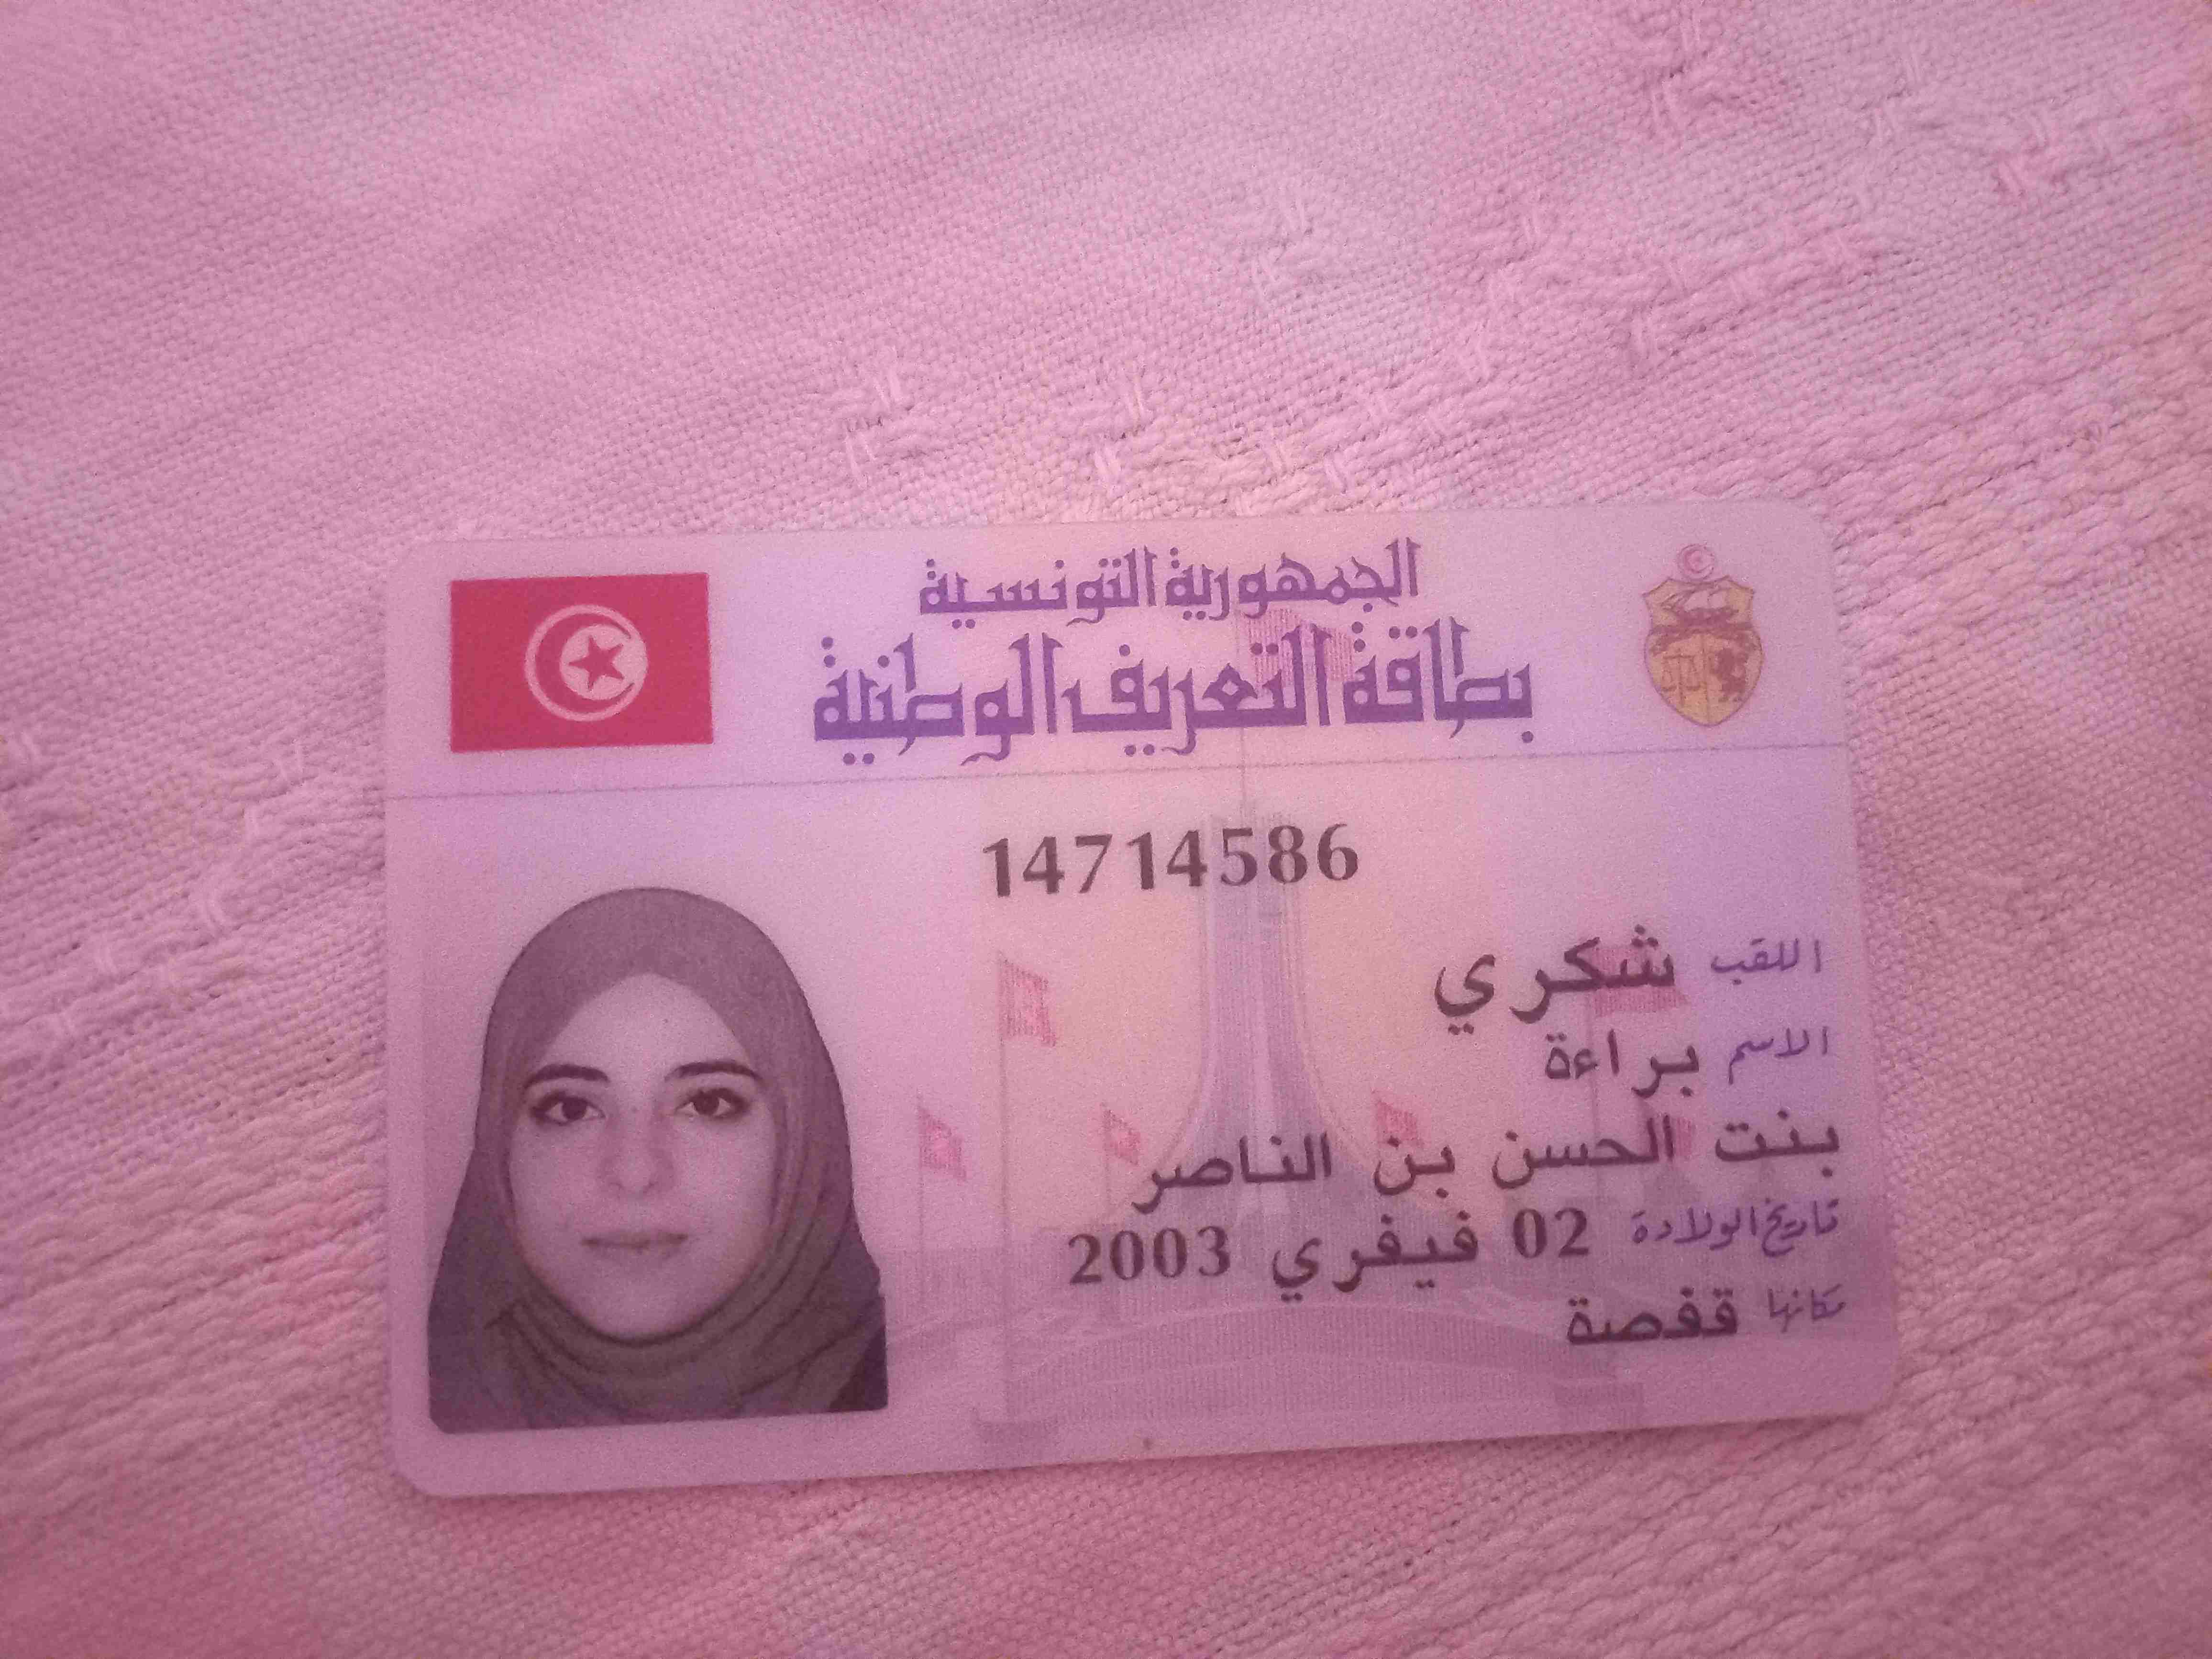 الجمهورية التونسية
بطاقة التعريف الوطنية
14714586
اللقب شكري
الاسم براءة
بنت الحسن بن الناصر
تاريخ الولادة 02 فيفري 2003
مكانها قفصة